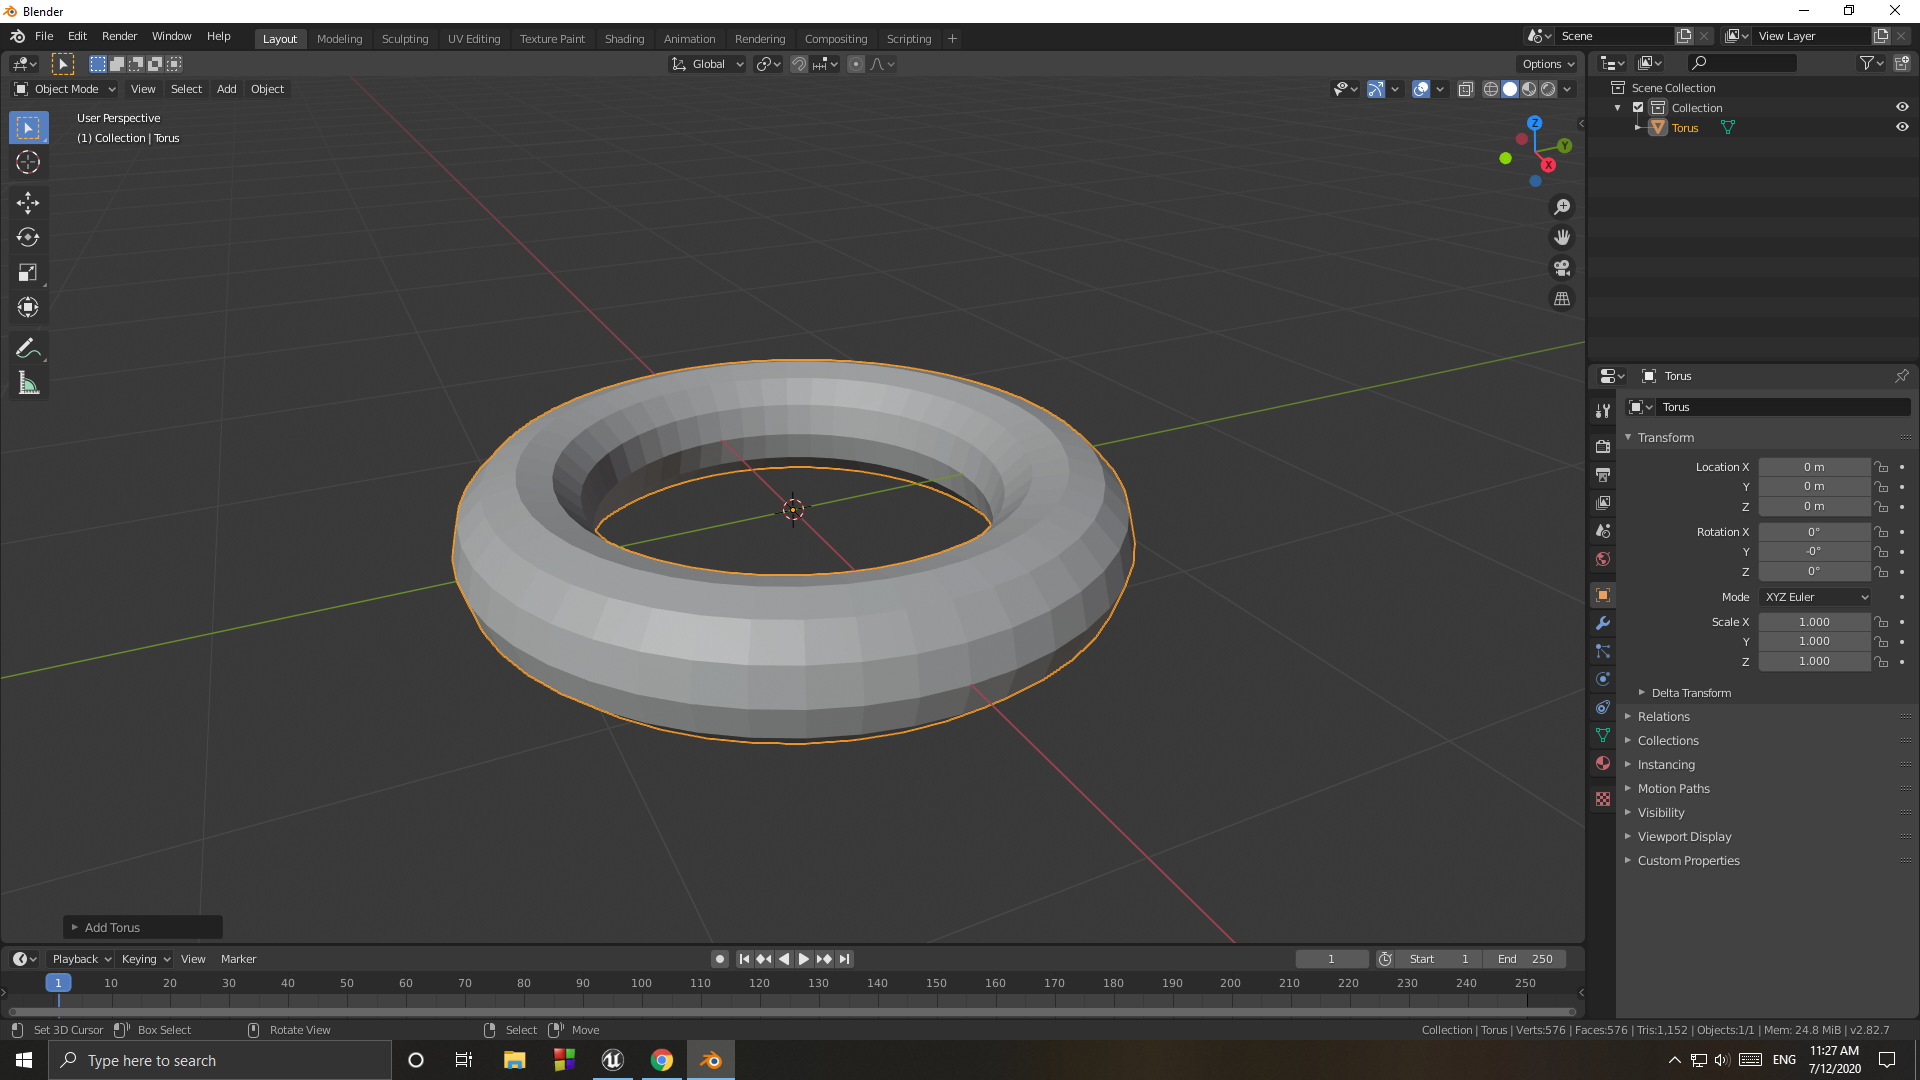 Blender
File Edit Render Window Help
Layout Modeling Sculpting UV Editing Texture Paint Shading Animation Rendering Compositing Scripting +
Scene
View Layer
Global
Options
Object Mode View Select Add Object
User Perspective
(1) Collection | Torus
Z
Y
X
Scene Collection
Collection
Torus
Torus
Torus
Transform
Location X 0 m
Y 0 m
Z 0 m
Rotation X 0°
Y -0°
Z 0°
Mode XYZ Euler
Scale X 1.000
Y 1.000
Z 1.000
Delta Transform
Relations
Collections
Instancing
Motion Paths
Visibility
Viewport Display
Custom Properties
Add Torus
Playback Keying View Marker
1 Start 1 End 250
1 10 20 30 40 50 60 70 80 90 100 110 120 130 140 150 160 170 180 190 200 210 220 230 240 250
Set 3D Cursor Box Select Rotate View Select Move
Collection | Torus | Verts:576 | Faces:576 | Tris:1,152 | Objects:1/1 | Mem: 24.8 MiB | v2.82.7
Type here to search
ENG
11:27 AM
7/12/2020